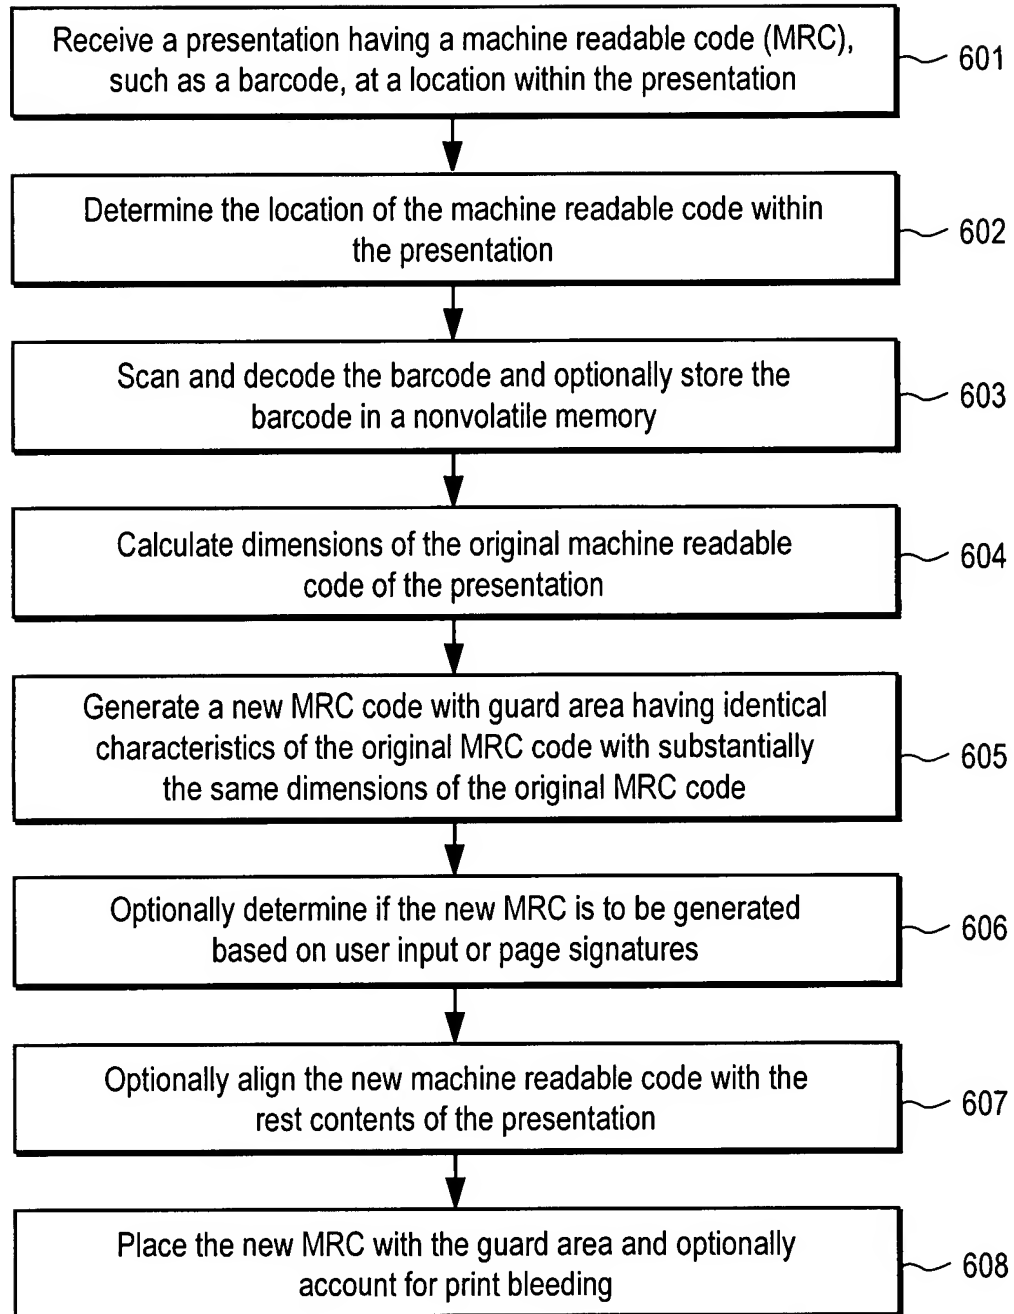 Receive a presentation having a machine readable code (MRC),
such as a barcode, at a location within the presentation
601
Determine the location of the machine readable code within
the presentation
602
Scan and decode the barcode and optionally store the
barcode in a nonvolatile memory
603
Calculate dimensions of the original machine readable
code of the presentation
604
Generate a new MRC code with guard area having identical
characteristics of the original MRC code with substantially
the same dimensions of the original MRC code
605
Optionally determine if the new MRC is to be generated
based on user input or page signatures
606
Optionally align the new machine readable code with the
rest contents of the presentation
607
Place the new MRC with the guard area and optionally
account for print bleeding
608